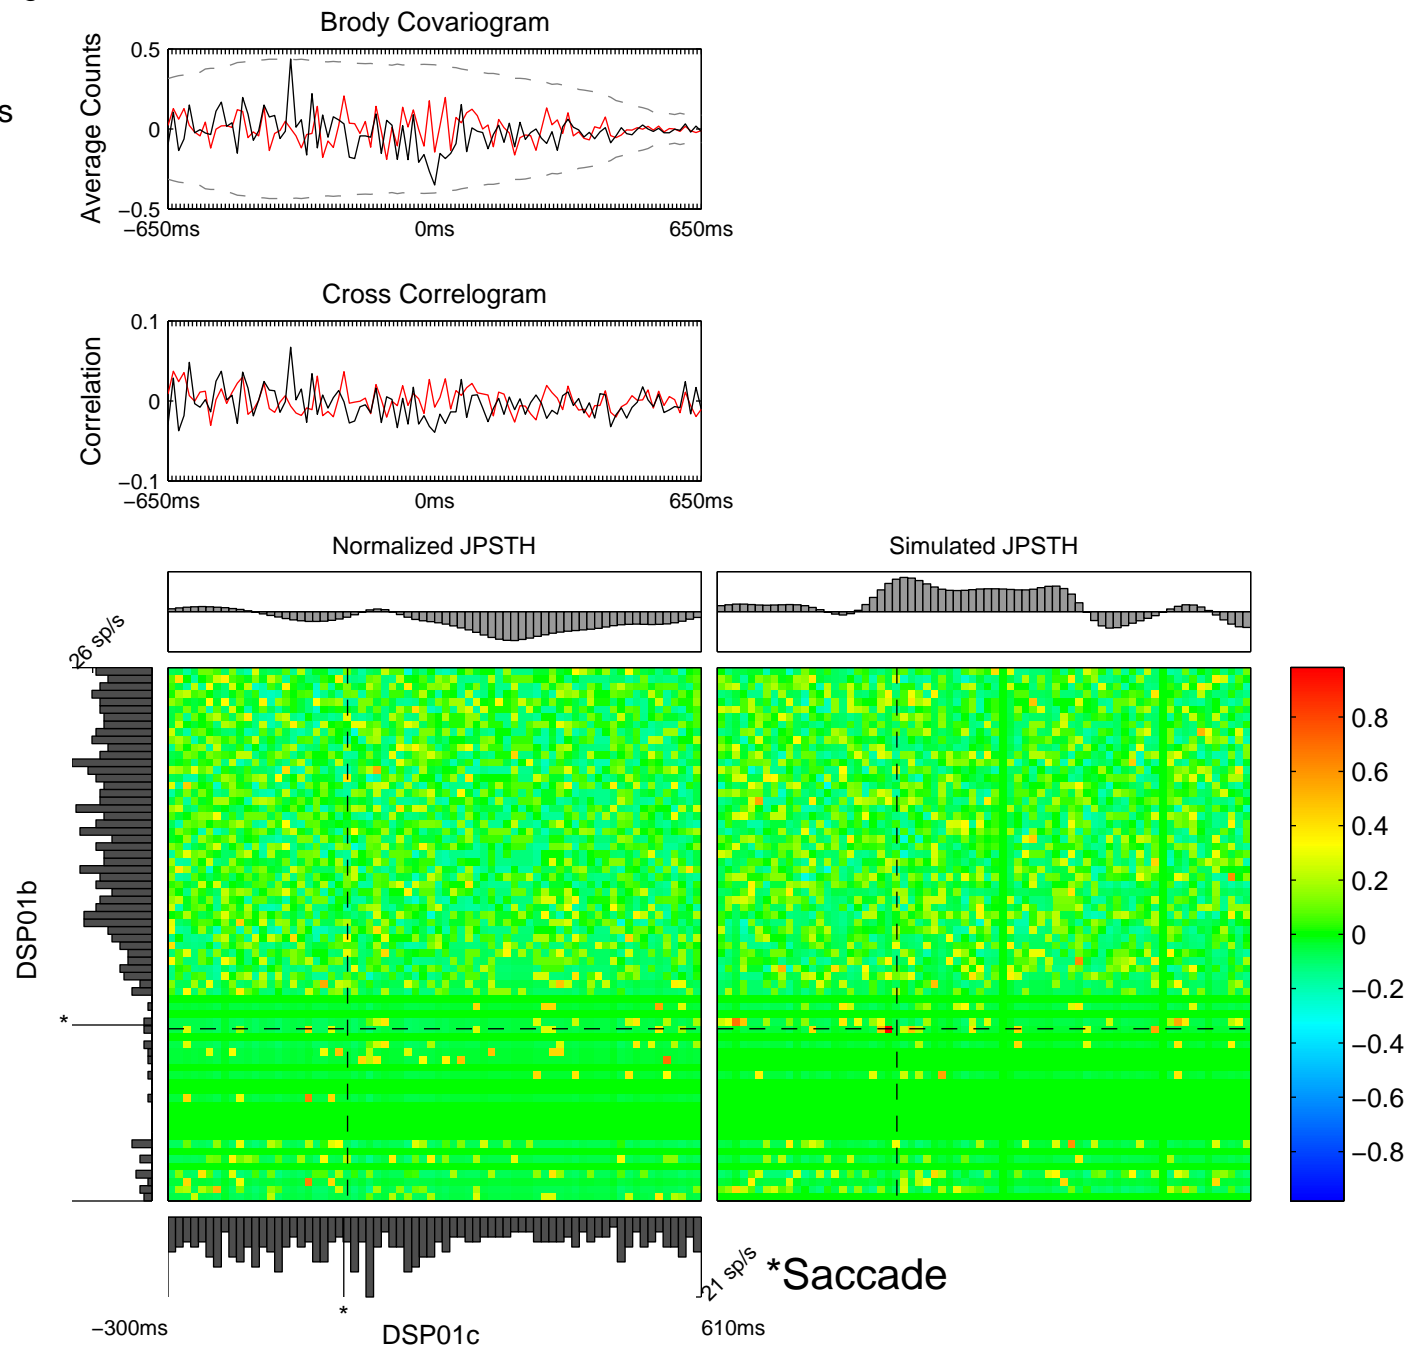 Brody Covariogram
s
Average Counts
0.5
0
−0.5
−650ms
0ms
650ms
Cross Correlogram
Correlation
0.1
0
−0.1
−650ms
0ms
650ms
Normalized JPSTH
Simulated JPSTH
26 sp/s
DSP01b
*
0.8
0.6
0.4
0.2
0
−0.2
−0.4
−0.6
−0.8
21 sp/s
*Saccade
*
−300ms
DSP01c
610ms